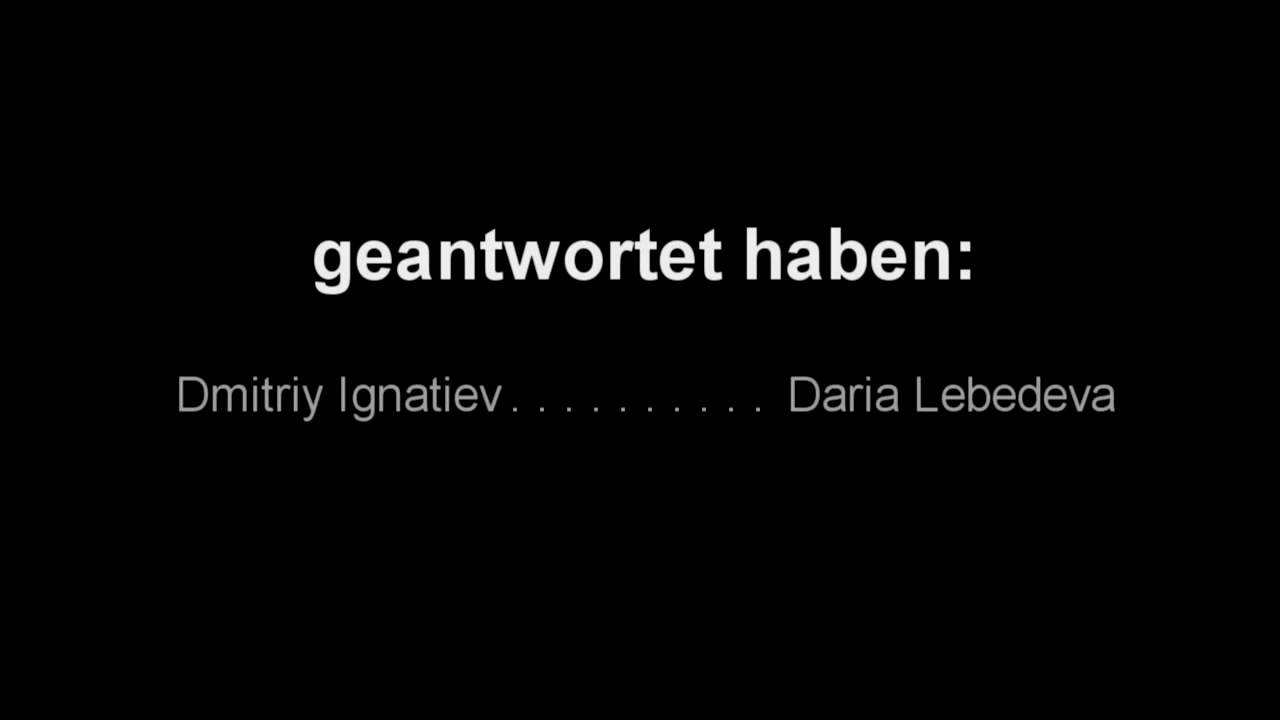 geantwortet haben:
Dmitriy Ignatiev . . . . . . . . . . Daria Lebedeva